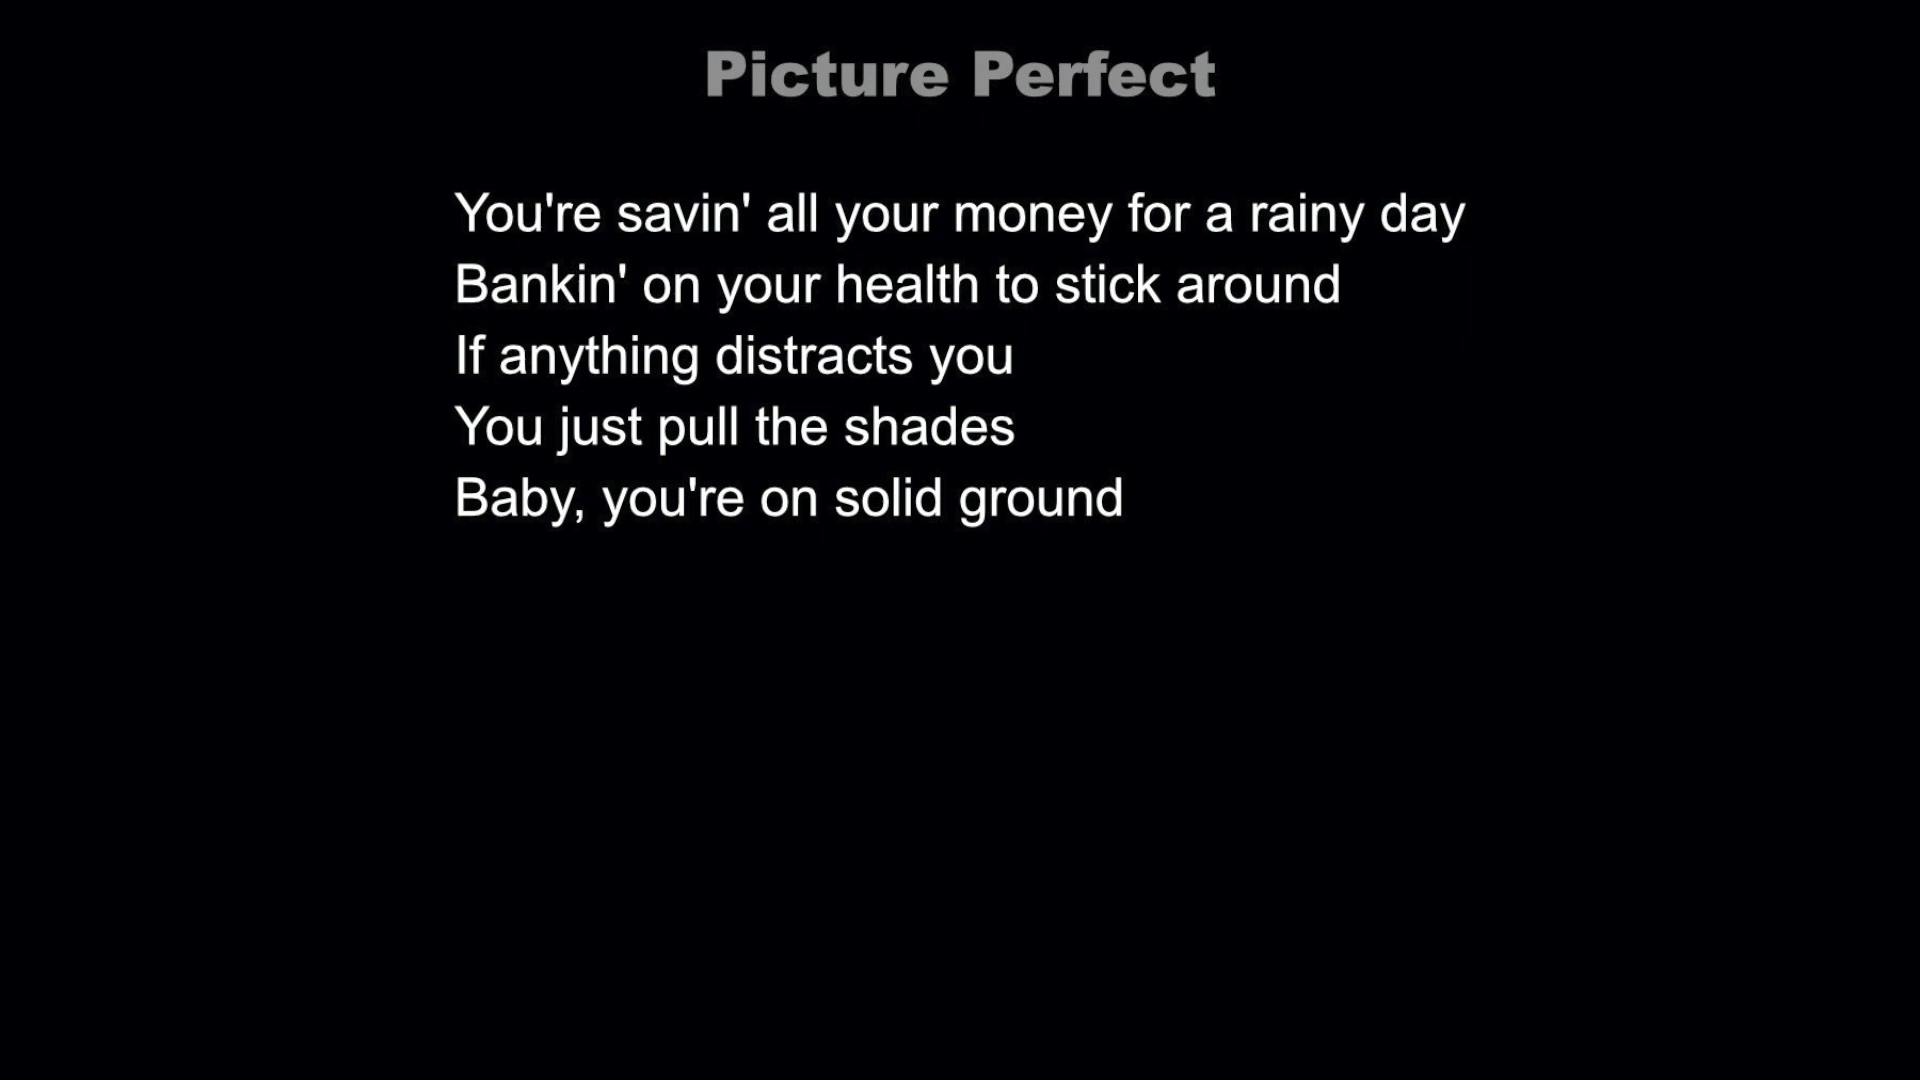 Picture Perfect
You're savin' all your money for a rainy day
Bankin' on your health to stick around
If anything distracts you
You just pull the shades
Baby, you're on solid ground